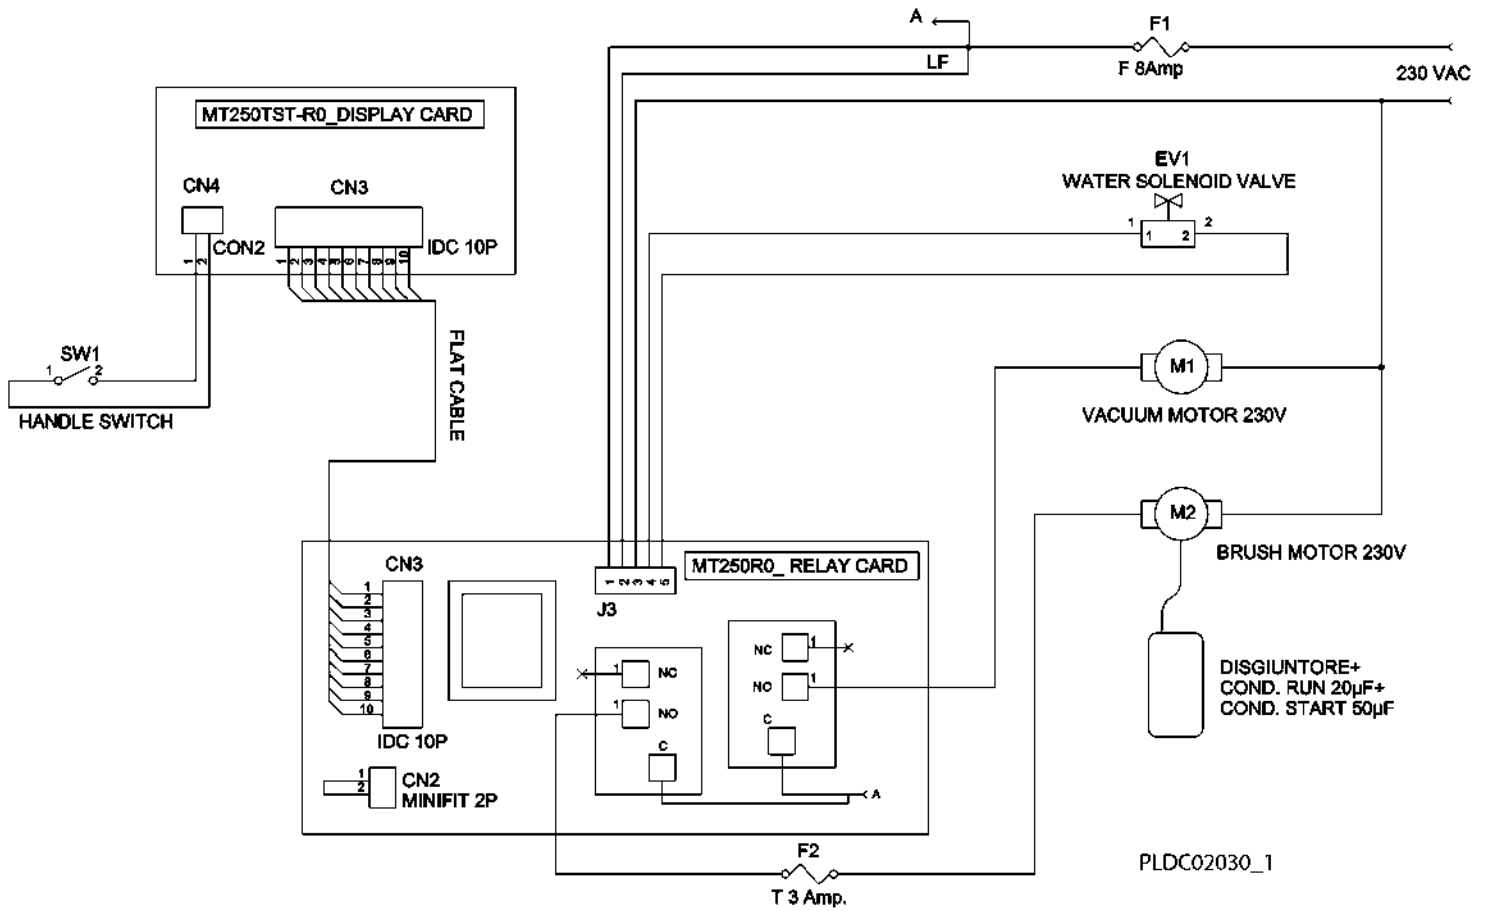 A
F1
LF
F 8Amp
230 VAC
MT250TST-R0_DISPLAY CARD
EV1
WATER SOLENOID VALVE
CN4
CN3
1
2
1 2
CON2
IDC 10P
1 2
1 2 3 4 5 6 7 8 9 10
SW1
1
2
HANDLE SWITCH
FLAT CABLE
M1
VACUUM MOTOR 230V
M2
BRUSH MOTOR 230V
MT250R0_ RELAY CARD
CN3
1 2 3 4 5
J3
1
2
3
4
5
6
7
8
9
10
IDC 10P
NC
1
NO
1
C
1
NC
1
NO
C
A
1
2
CN2
MINIFIT 2P
DISGIUNTORE+
COND. RUN 20µF+
COND. START 50µF
F2
T 3 Amp.
PLDC02030_1